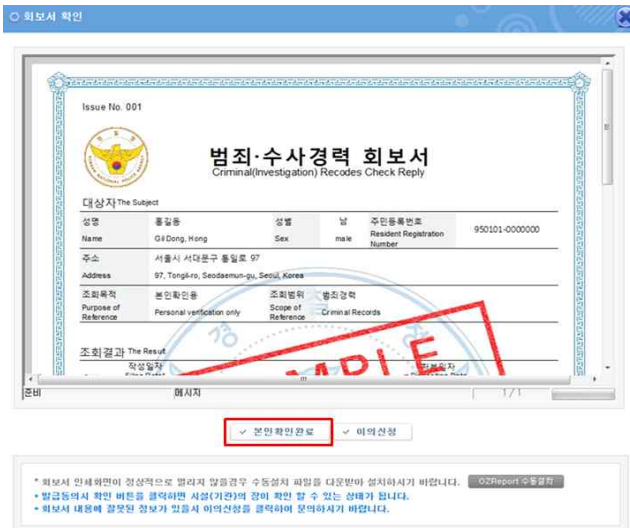 회보서 확인
Issue No. 001
범죄·수사경력 회보서
Criminal(Investigation) Recodes Check Reply
대상자 The Subject
성명 홍길동 성별 남 주민등록번호
Name Gil Dong, Hong Sex male Resident Registration Number 950101-0000000
주소 서울시 서대문구 통일로 97
Address 97, Tongil-ro, Seodaemun-gu, Seoul, Korea
조회목적 본인확인용 조회범위 범죄경력
Purpose of Reference Personal verification only Scope of Reference Criminal Records
조회결과 The Result
작성일자
SAMPLE
준비 메시지 1/1
본인확인완료 이의신청
* 회보서 인쇄화면이 정상적으로 열리지 않을경우 수동설치 파일을 다운받아 설치하시기 바랍니다. OZReport 수동설치
* 발급동의시 확인 버튼을 클릭하면 시설(기관)의 장이 확인 할 수 있는 상태가 됩니다.
* 회보서 내용에 잘못된 정보가 있을시 이의신청을 클릭하여 문의하시기 바랍니다.